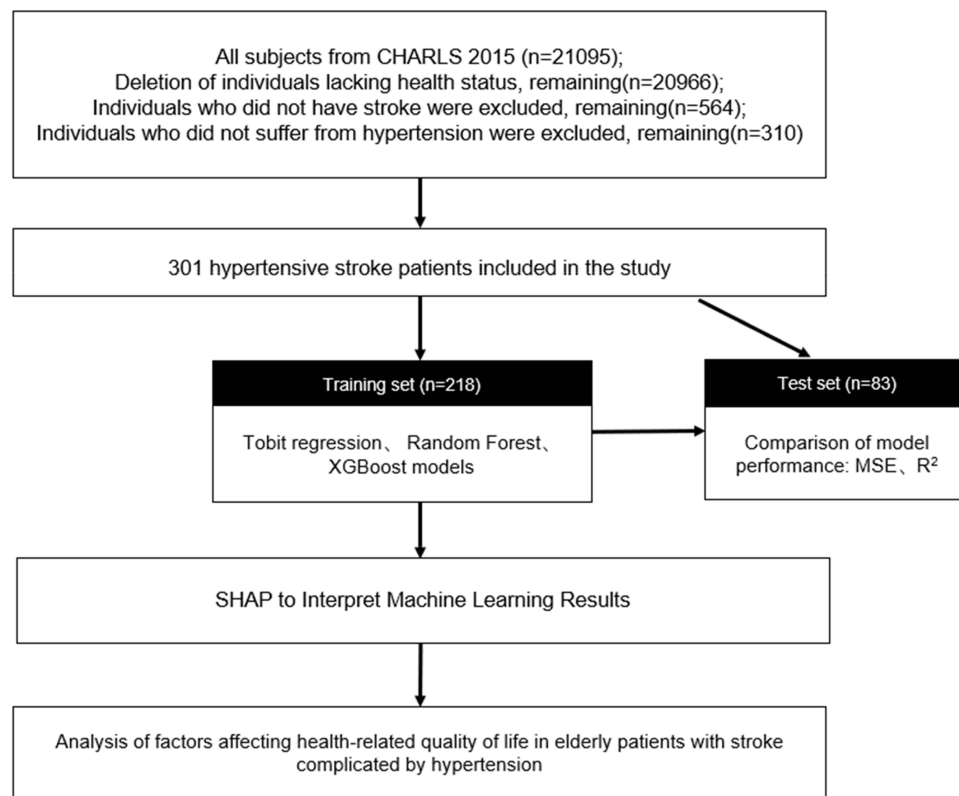 All subjects from CHARLS 2015 (n=21095);
Deletion of individuals lacking health status, remaining(n=20966);
Individuals who did not have stroke were excluded, remaining(n=564);
Individuals who did not suffer from hypertension were excluded, remaining(n=310)
301 hypertensive stroke patients included in the study
Training set (n=218)
Tobit regression、 Random Forest、
XGBoost models
Test set (n=83)
Comparison of model
performance: MSE、R²
SHAP to Interpret Machine Learning Results
Analysis of factors affecting health-related quality of life in elderly patients with stroke
complicated by hypertension